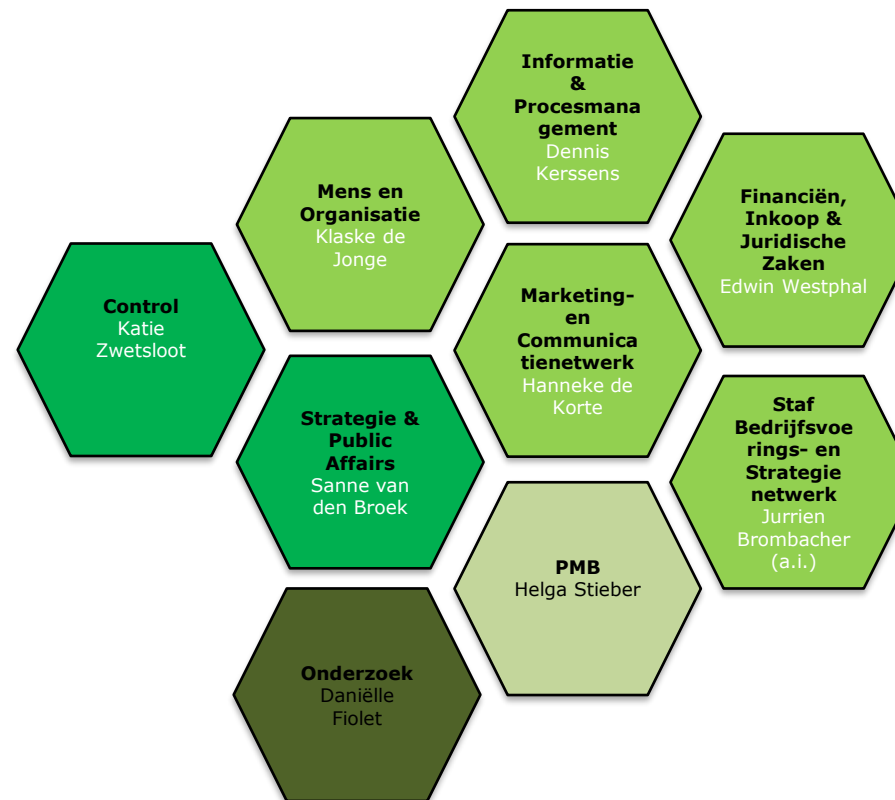 Informatie
&
Procesmana
gement
Dennis
Kerssens
Mens en
Organisatie
Klaske de
Jonge
Financiën,
Inkoop &
Juridische
Zaken
Edwin Westphal
Control
Katie
Zwetsloot
Marketing-
en
Communica
tienetwerk
Hanneke de
Korte
Strategie &
Public
Affairs
Sanne van
den Broek
Staf
Bedrijfsvoe
rings- en
Strategie
netwerk
Jurrien
Brombacher
(a.i.)
PMB
Helga Stieber
Onderzoek
Daniëlle
Fiolet